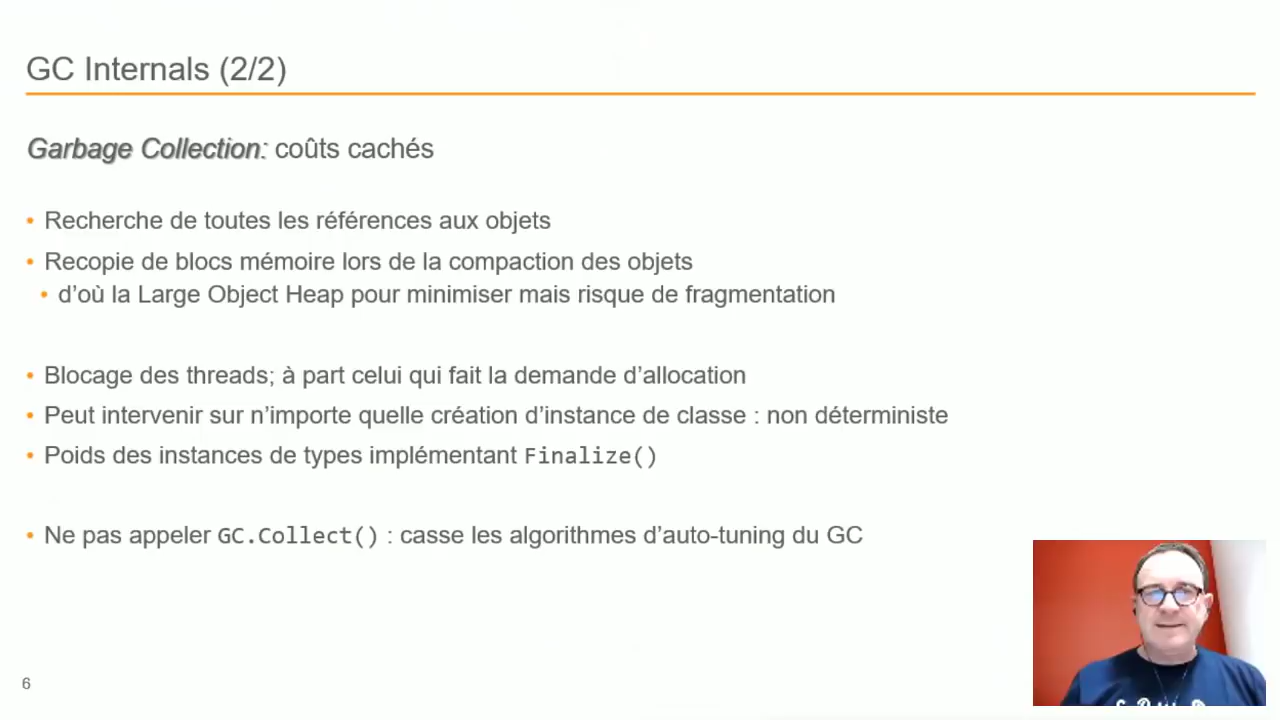 GC Internals (2/2)
Garbage Collection: coûts cachés
• Recherche de toutes les références aux objets
• Recopie de blocs mémoire lors de la compaction des objets
• d’où la Large Object Heap pour minimiser mais risque de fragmentation
• Blocage des threads; à part celui qui fait la demande d’allocation
• Peut intervenir sur n’importe quelle création d’instance de classe : non déterministe
• Poids des instances de types implémentant Finalize()
• Ne pas appeler GC.Collect() : casse les algorithmes d’auto-tuning du GC
6